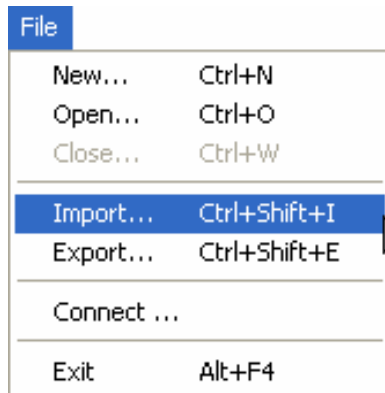 File
New... Ctrl+N
Open... Ctrl+O
Close... Ctrl+W
Import... Ctrl+Shift+I
Export... Ctrl+Shift+E
Connect ...
Exit Alt+F4